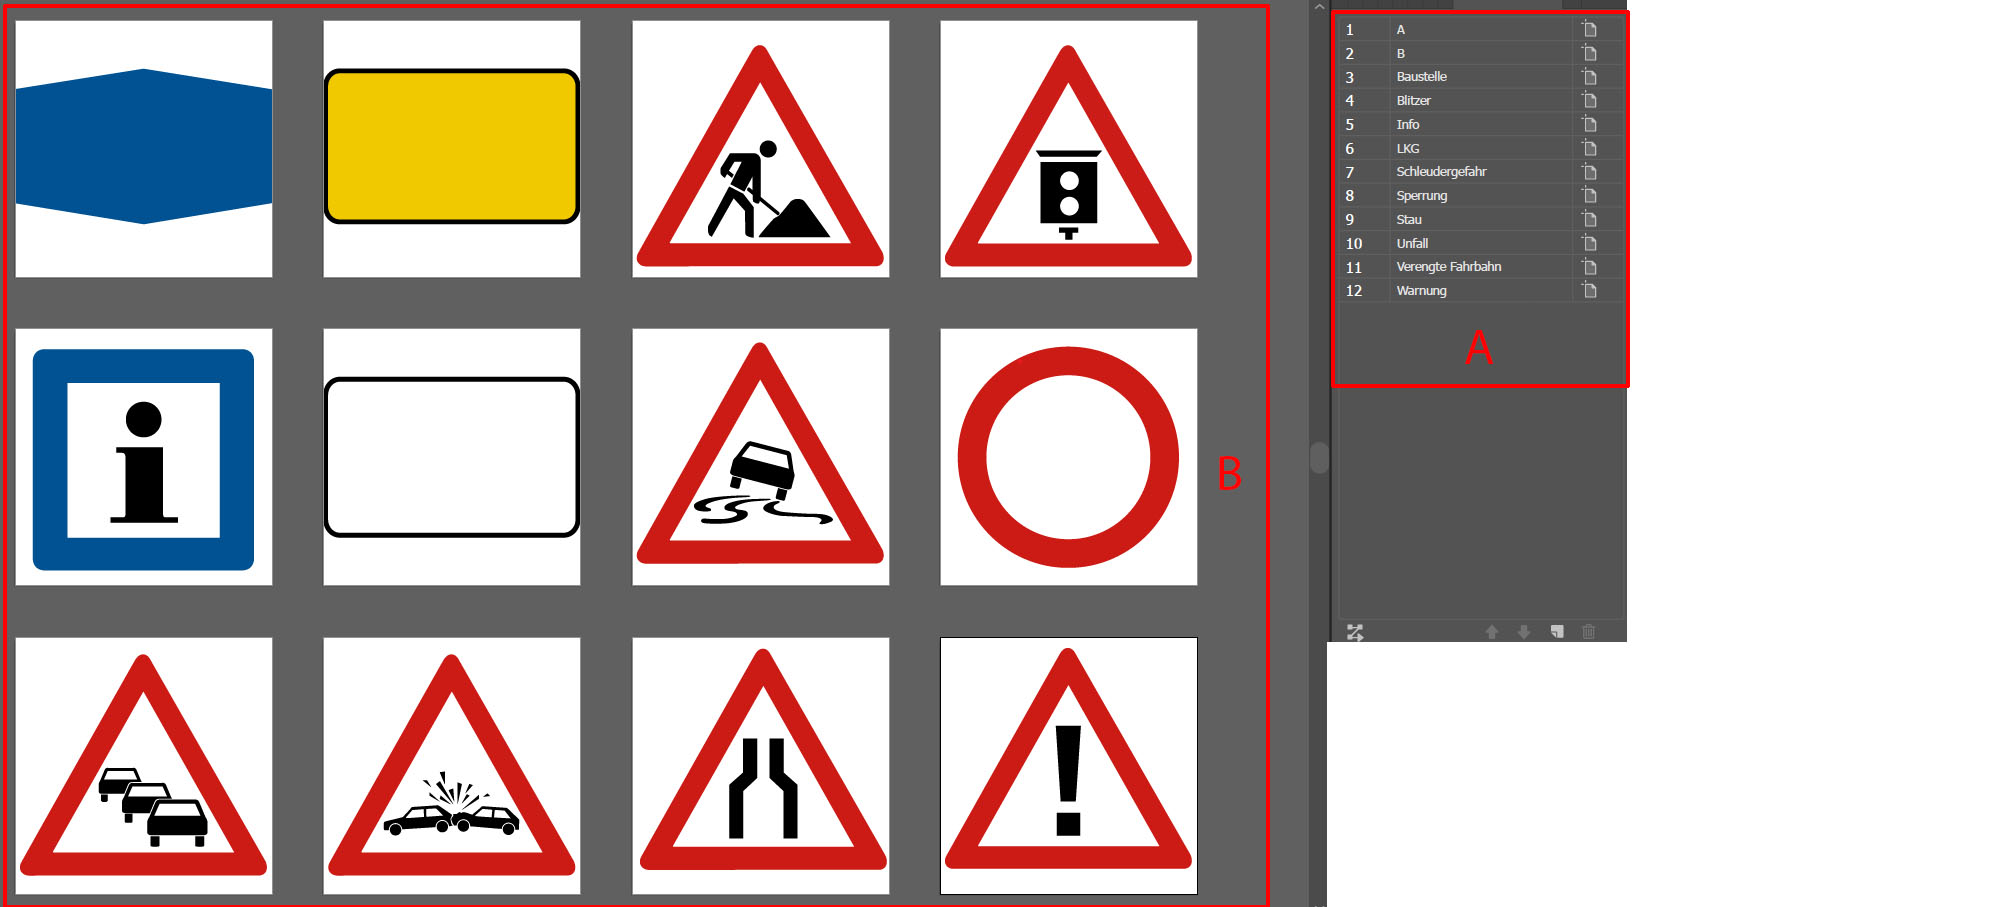 1 A
2 B
3 Baustelle
4 Blitzer
5 Info
6 LKG
7 Schleudergefahr
8 Sperrung
9 Stau
10 Unfall
11 Verengte Fahrbahn
12 Warnung
A
i
B
!